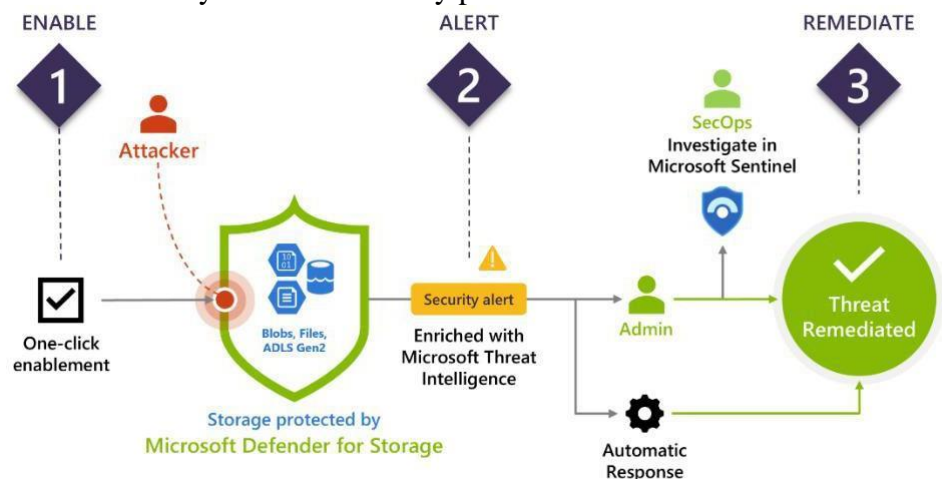 ENABLE
ALERT
REMEDIATE
1
2
3
Attacker
SecOps
Investigate in
Microsoft Sentinel
10
01
Blobs, Files,
ADLS Gen2
Security alert
Admin
Threat
Remediated
One-click
enablement
Enriched with
Microsoft Threat
Intelligence
Storage protected by
Microsoft Defender for Storage
Automatic
Response